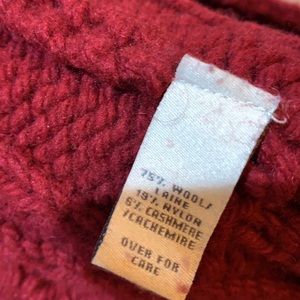 75% WOOL/
LAINE
19% NYLON
6% CASHMERE
/CACHEMIRE
OVER FOR
CARE